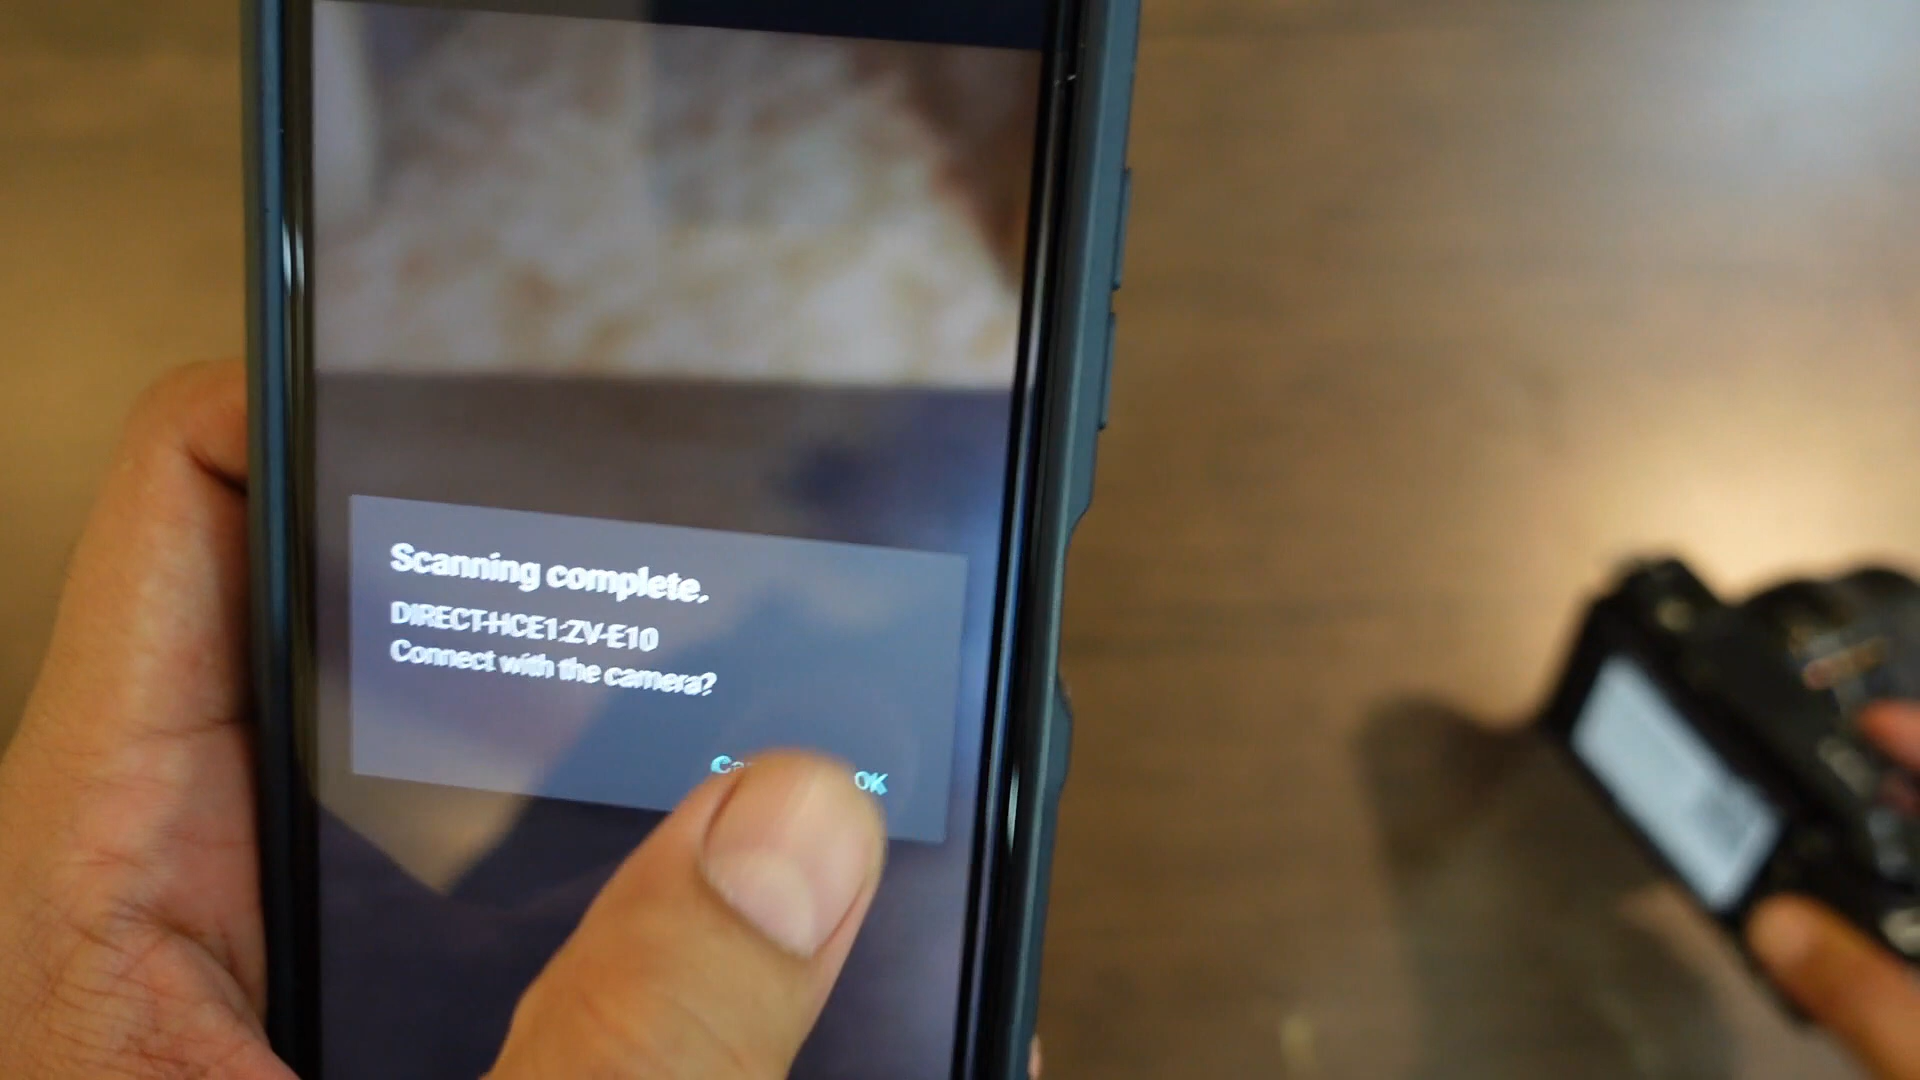 Scanning complete.
DIRECT-HCE1:ZV-E10
Connect with the camera?
OK